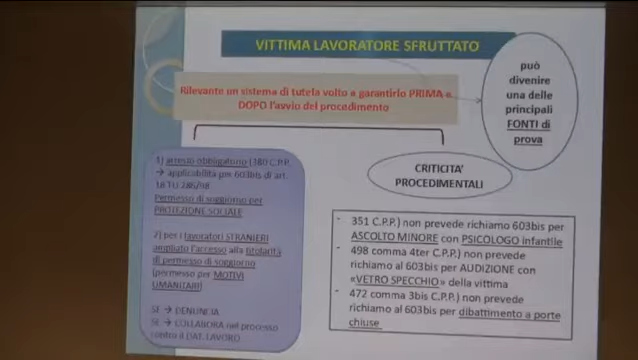 VITTIMA LAVORATORE SFRUTTATO
può
divenire
una delle
principali
FONTI di
prova
Rilevante un sistema di tutela volto a garantirlo PRIMA e
DOPO l'avvio del procedimento
1) arresto obbligatorio (380 C.P.P.
→ applicabilità per 603bis di art.
18 TU 286/98
Permesso di soggiorno per
PROTEZIONE SOCIALE
2) per i lavoratori STRANIERI
ampliato l'accesso alla titolarità
di permesso di soggiorno
(permesso per MOTIVI
UMANITARI)
SE → DENUNCIA
SE → COLLABORA nel processo
contro il DAT. LAVORO
CRITICITA'
PROCEDIMENTALI
- 351 C.P.P.) non prevede richiamo 603bis per
ASCOLTO MINORE con PSICOLOGO infantile
- 498 comma 4ter C.P.P.) non prevede
richiamo al 603bis per AUDIZIONE con
«VETRO SPECCHIO» della vittima
- 472 comma 3bis C.P.P.) non prevede
richiamo al 603bis per dibattimento a porte
chiuse